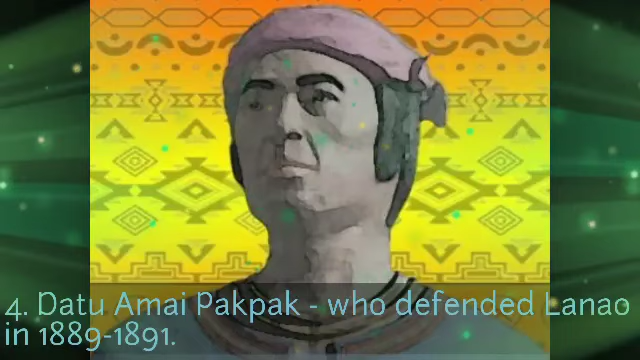 4. Datu Amai Pakpak - who defended Lanao
in 1889-1891.